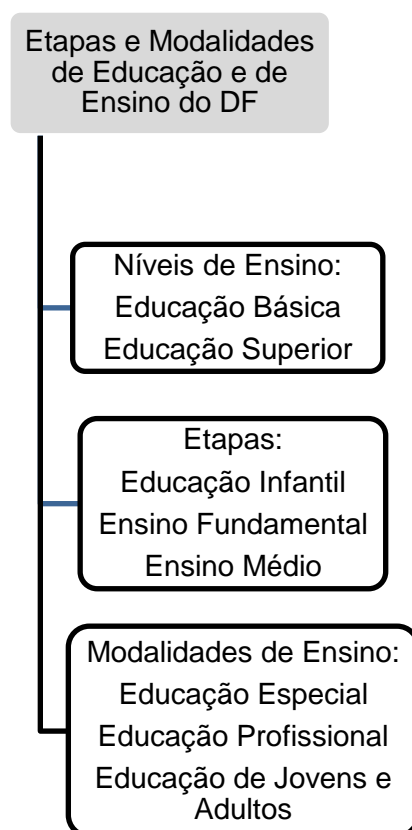 Etapas e Modalidades
de Educação e de
Ensino do DF
Níveis de Ensino:
Educação Básica
Educação Superior
Etapas:
Educação Infantil
Ensino Fundamental
Ensino Médio
Modalidades de Ensino:
Educação Especial
Educação Profissional
Educação de Jovens e
Adultos